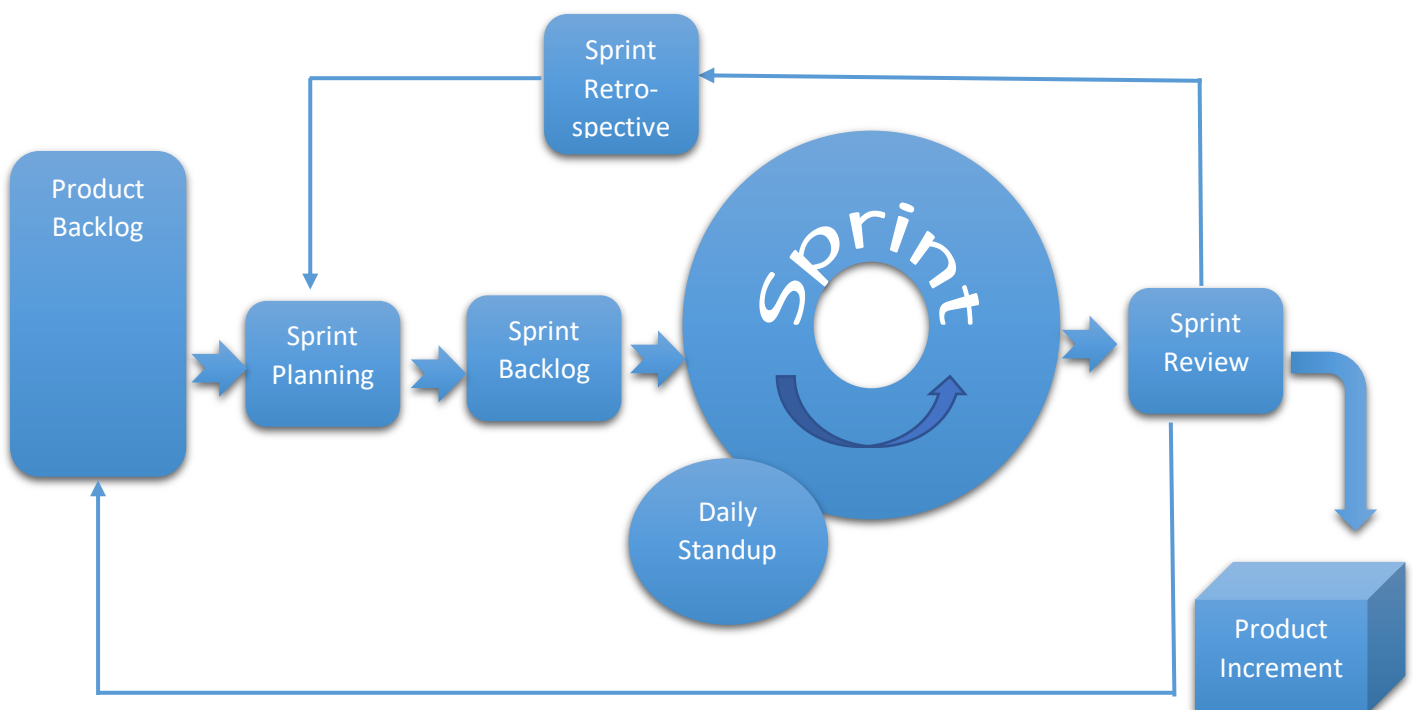 Sprint
Retro-
spective
Product
Backlog
Sprint
Sprint
Planning
Sprint
Backlog
Sprint
Review
Daily
Standup
Product
Increment